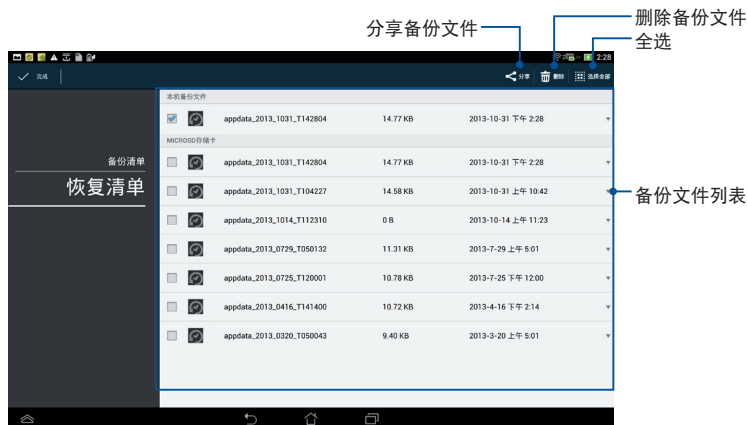 分享备份文件
删除备份文件
全选
2:28
完成
分享
删除
选择全部
本机备份文件
appdata_2013_1031_T142804 14.77 KB 2013-10-31 下午 2:28
MICROSD存储卡
appdata_2013_1031_T142804 14.77 KB 2013-10-31 下午 2:28
appdata_2013_1031_T104227 14.58 KB 2013-10-31 上午 10:42
appdata_2013_1014_T112310 0 B 2013-10-14 上午 11:23
appdata_2013_0729_T050132 11.31 KB 2013-7-29 上午 5:01
appdata_2013_0725_T120001 10.78 KB 2013-7-25 下午 12:00
appdata_2013_0416_T141400 10.72 KB 2013-4-16 下午 2:14
appdata_2013_0320_T050043 9.40 KB 2013-3-20 上午 5:01
备份清单
恢复清单
备份文件列表